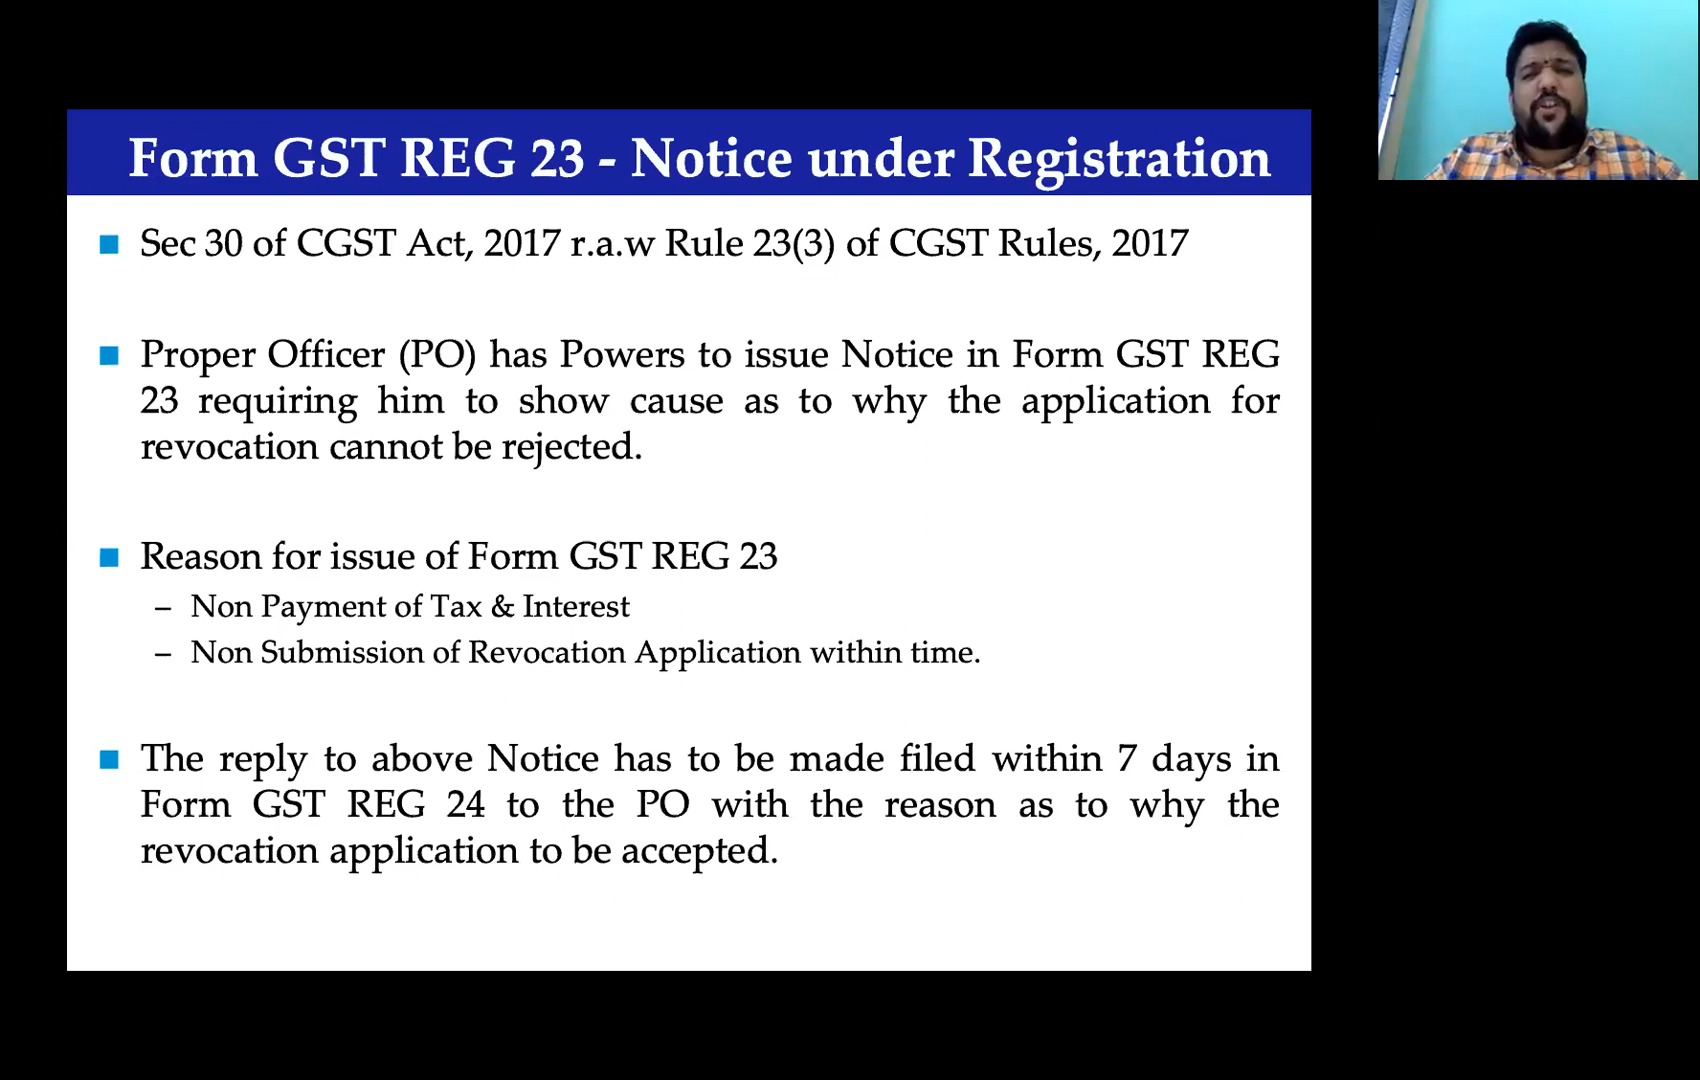 Form GST REG 23 - Notice under Registration
Sec 30 of CGST Act, 2017 r.a.w Rule 23(3) of CGST Rules, 2017
Proper Officer (PO) has Powers to issue Notice in Form GST REG
23 requiring him to show cause as to why the application for
revocation cannot be rejected.
Reason for issue of Form GST REG 23
– Non Payment of Tax & Interest
– Non Submission of Revocation Application within time.
The reply to above Notice has to be made filed within 7 days in
Form GST REG 24 to the PO with the reason as to why the
revocation application to be accepted.